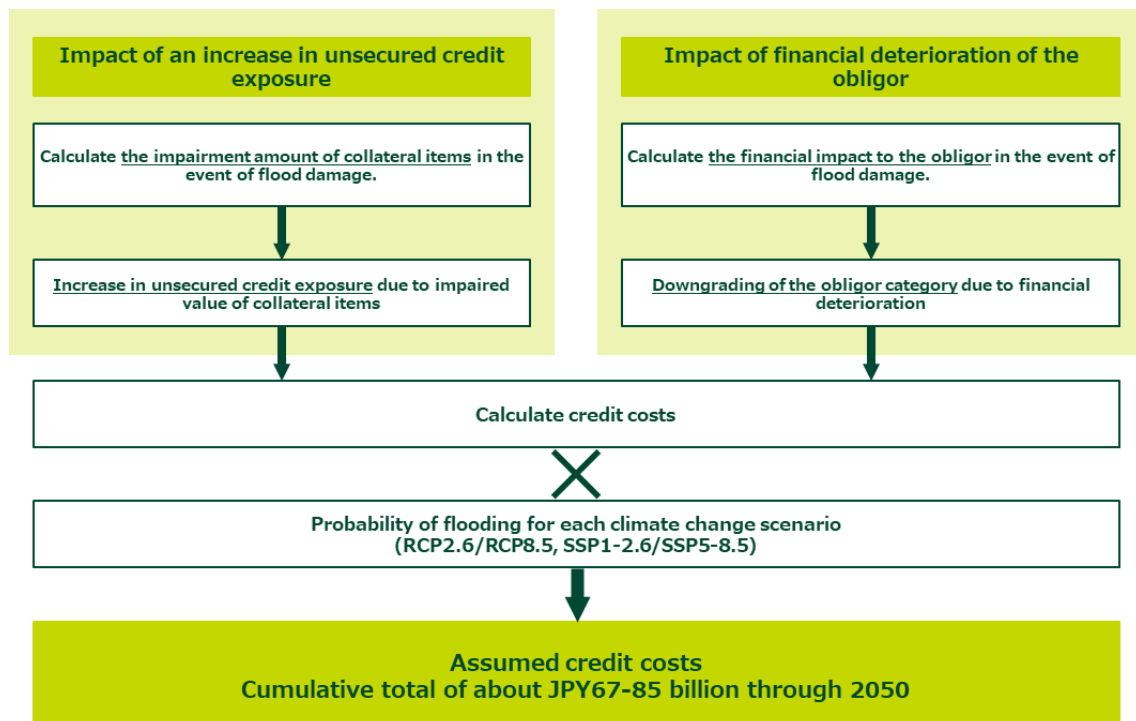 Impact of an increase in unsecured credit
exposure
Calculate the impairment amount of collateral items in the
event of flood damage.
Increase in unsecured credit exposure due to impaired
value of collateral items
Impact of financial deterioration of the
obligor
Calculate the financial impact to the obligor in the event of
flood damage.
Downgrading of the obligor category due to financial
deterioration
Calculate credit costs
Probability of flooding for each climate change scenario
(RCP2.6/RCP8.5, SSP1-2.6/SSP5-8.5)
Assumed credit costs
Cumulative total of about JPY67-85 billion through 2050